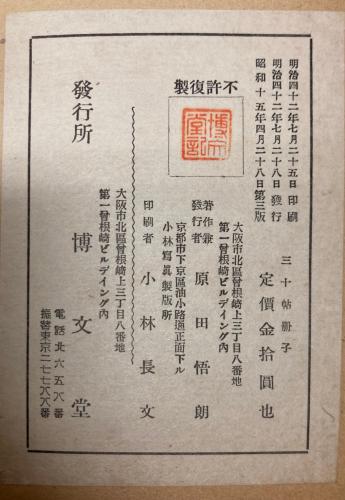 明治四十二年七月二十五日印刷
明治四十二年七月二十八日發行
昭和十五年四月二十八日第三版
三十帖册子
定價金拾圓也
不許復製
博文堂記
大阪市北區曾根崎上三丁目八番地
第一曾根崎ビルデイング內
著作兼
發行者
原田悟朗
京都市下京區油小路通正面下ル
小林寫眞製版所
印刷者
小林長文
大阪市北區曾根崎上三丁目八番地
第一曾根崎ビルデイング內
發行所
博文堂
電話北六五八番
振替東京二七七八八番